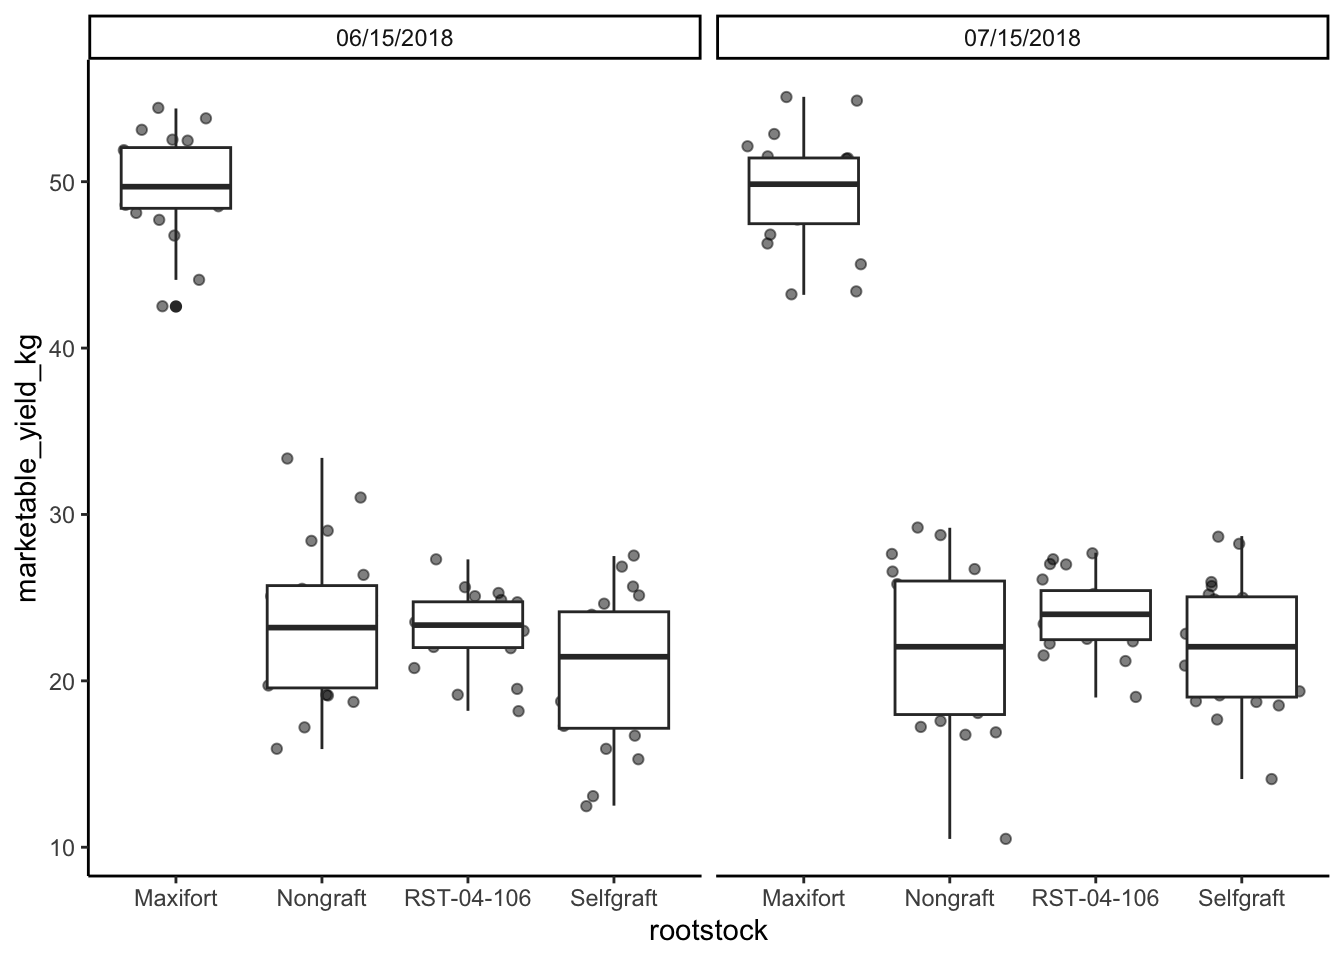 06/15/2018 07/15/2018
marketable_yield_kg
50
40
30
20
10
Maxifort Nongraft RST-04-106 Selfgraft Maxifort Nongraft RST-04-106 Selfgraft
rootstock